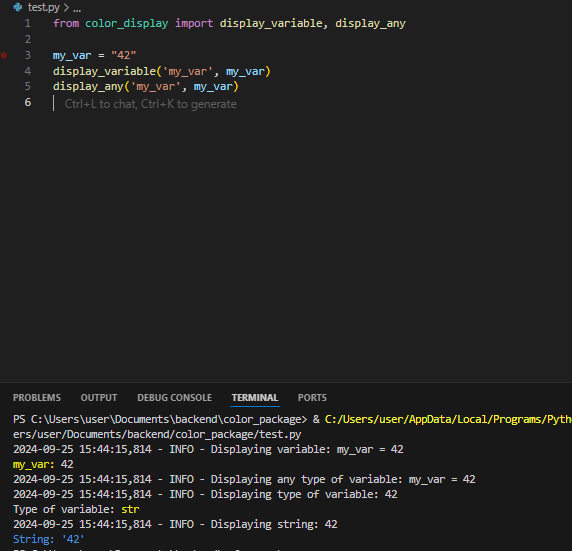 test.py > ...
1 from color_display import display_variable, display_any
2
3 my_var = "42"
4 display_variable('my_var', my_var)
5 display_any('my_var', my_var)
6 Ctrl+L to chat, Ctrl+K to generate
PROBLEMS OUTPUT DEBUG CONSOLE TERMINAL PORTS
PS C:\Users\user\Documents\backend\color_package> & C:/Users/user/AppData/Local/Programs/Pyth
ers/user/Documents/backend/color_package/test.py
2024-09-25 15:44:15,814 - INFO - Displaying variable: my_var = 42
my_var: 42
2024-09-25 15:44:15,814 - INFO - Displaying any type of variable: my_var = 42
2024-09-25 15:44:15,814 - INFO - Displaying type of variable: 42
Type of variable: str
2024-09-25 15:44:15,814 - INFO - Displaying string: 42
String: '42'